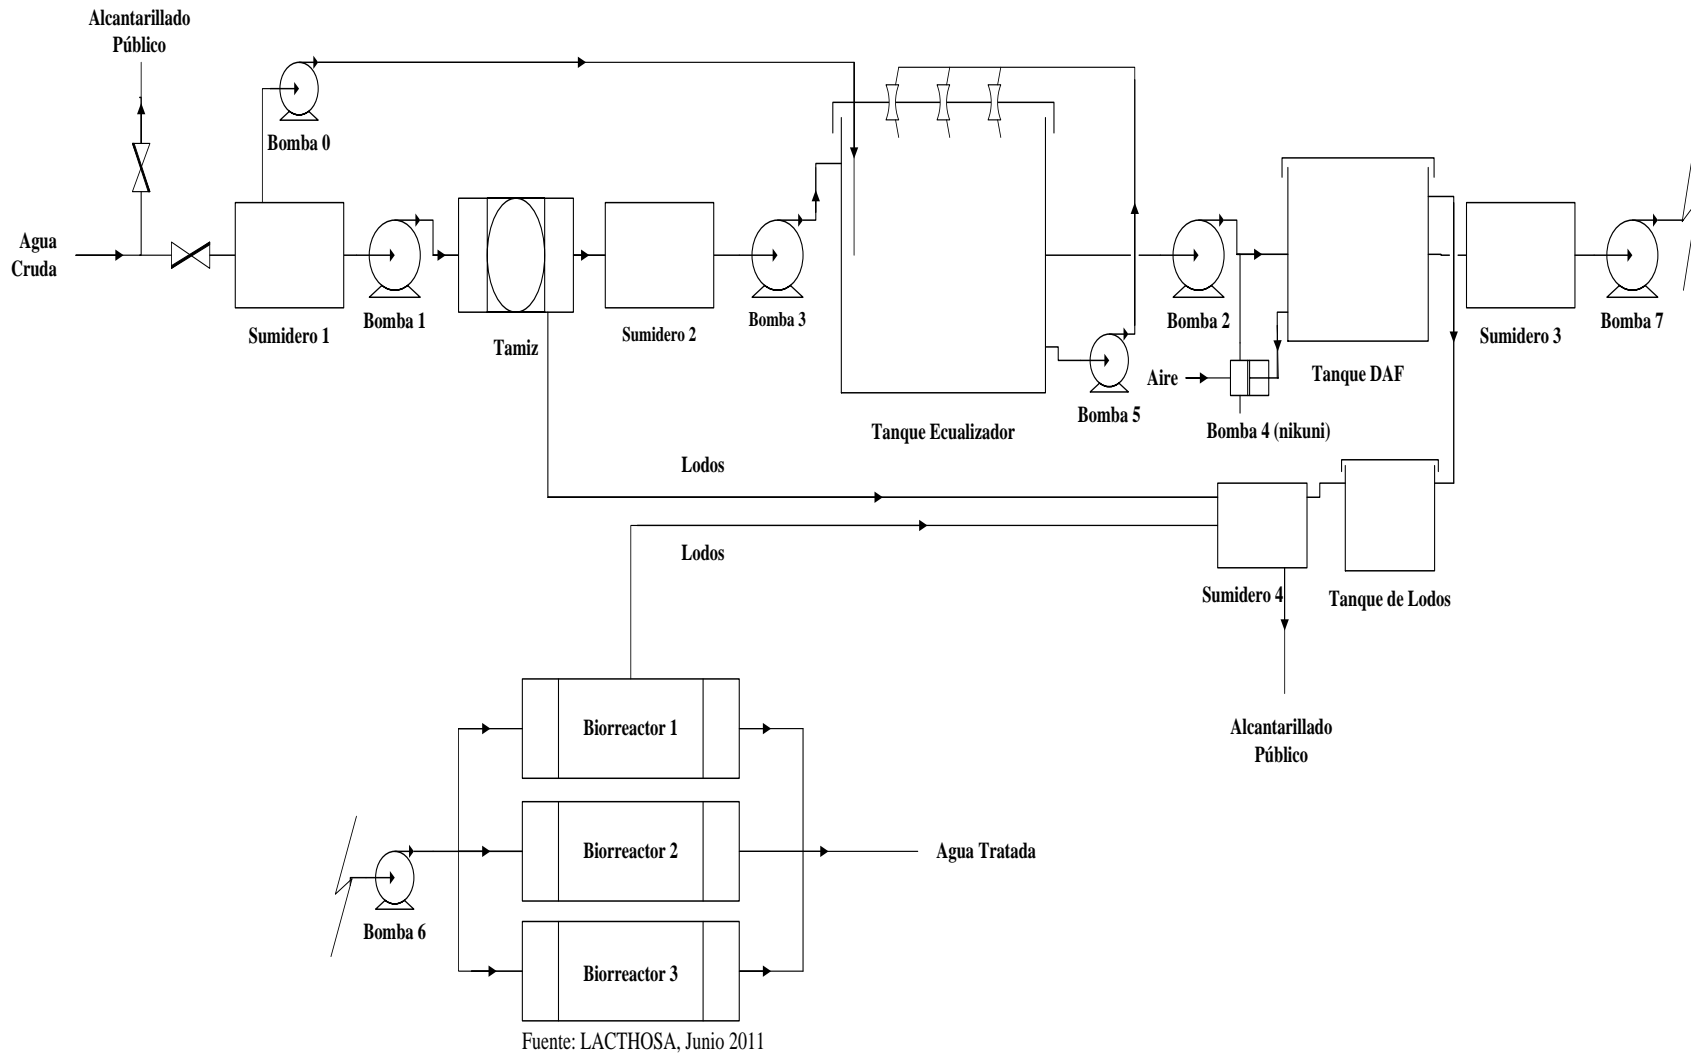 Alcantarillado
Público
Bomba 0
Agua
Cruda
Sumidero 1
Bomba 1
Tamiz
Sumidero 2
Bomba 3
Tanque Ecualizador
Bomba 5
Bomba 2
Aire
Bomba 4 (nikuni)
Tanque DAF
Sumidero 3
Bomba 7
Lodos
Lodos
Sumidero 4
Tanque de Lodos
Alcantarillado
Público
Biorreactor 1
Biorreactor 2
Agua Tratada
Bomba 6
Biorreactor 3
Fuente: LACTHOSA, Junio 2011